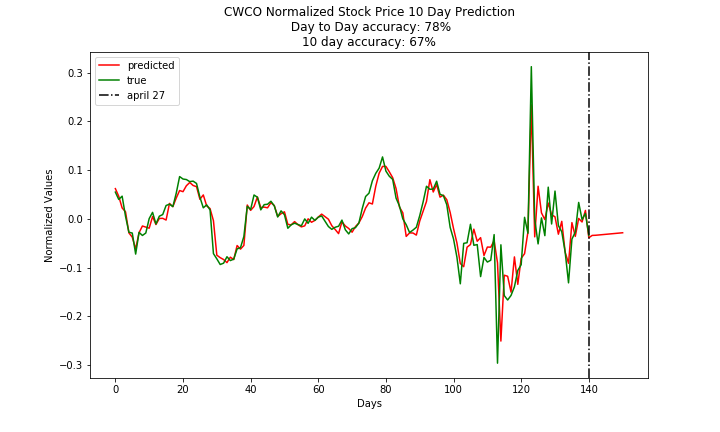 CWCO Normalized Stock Price 10 Day Prediction
Day to Day accuracy: 78%
10 day accuracy: 67%
predicted
true
april 27
Normalized Values
0.3
0.2
0.1
0.0
−0.1
−0.2
−0.3
0 20 40 60 80 100 120 140
Days